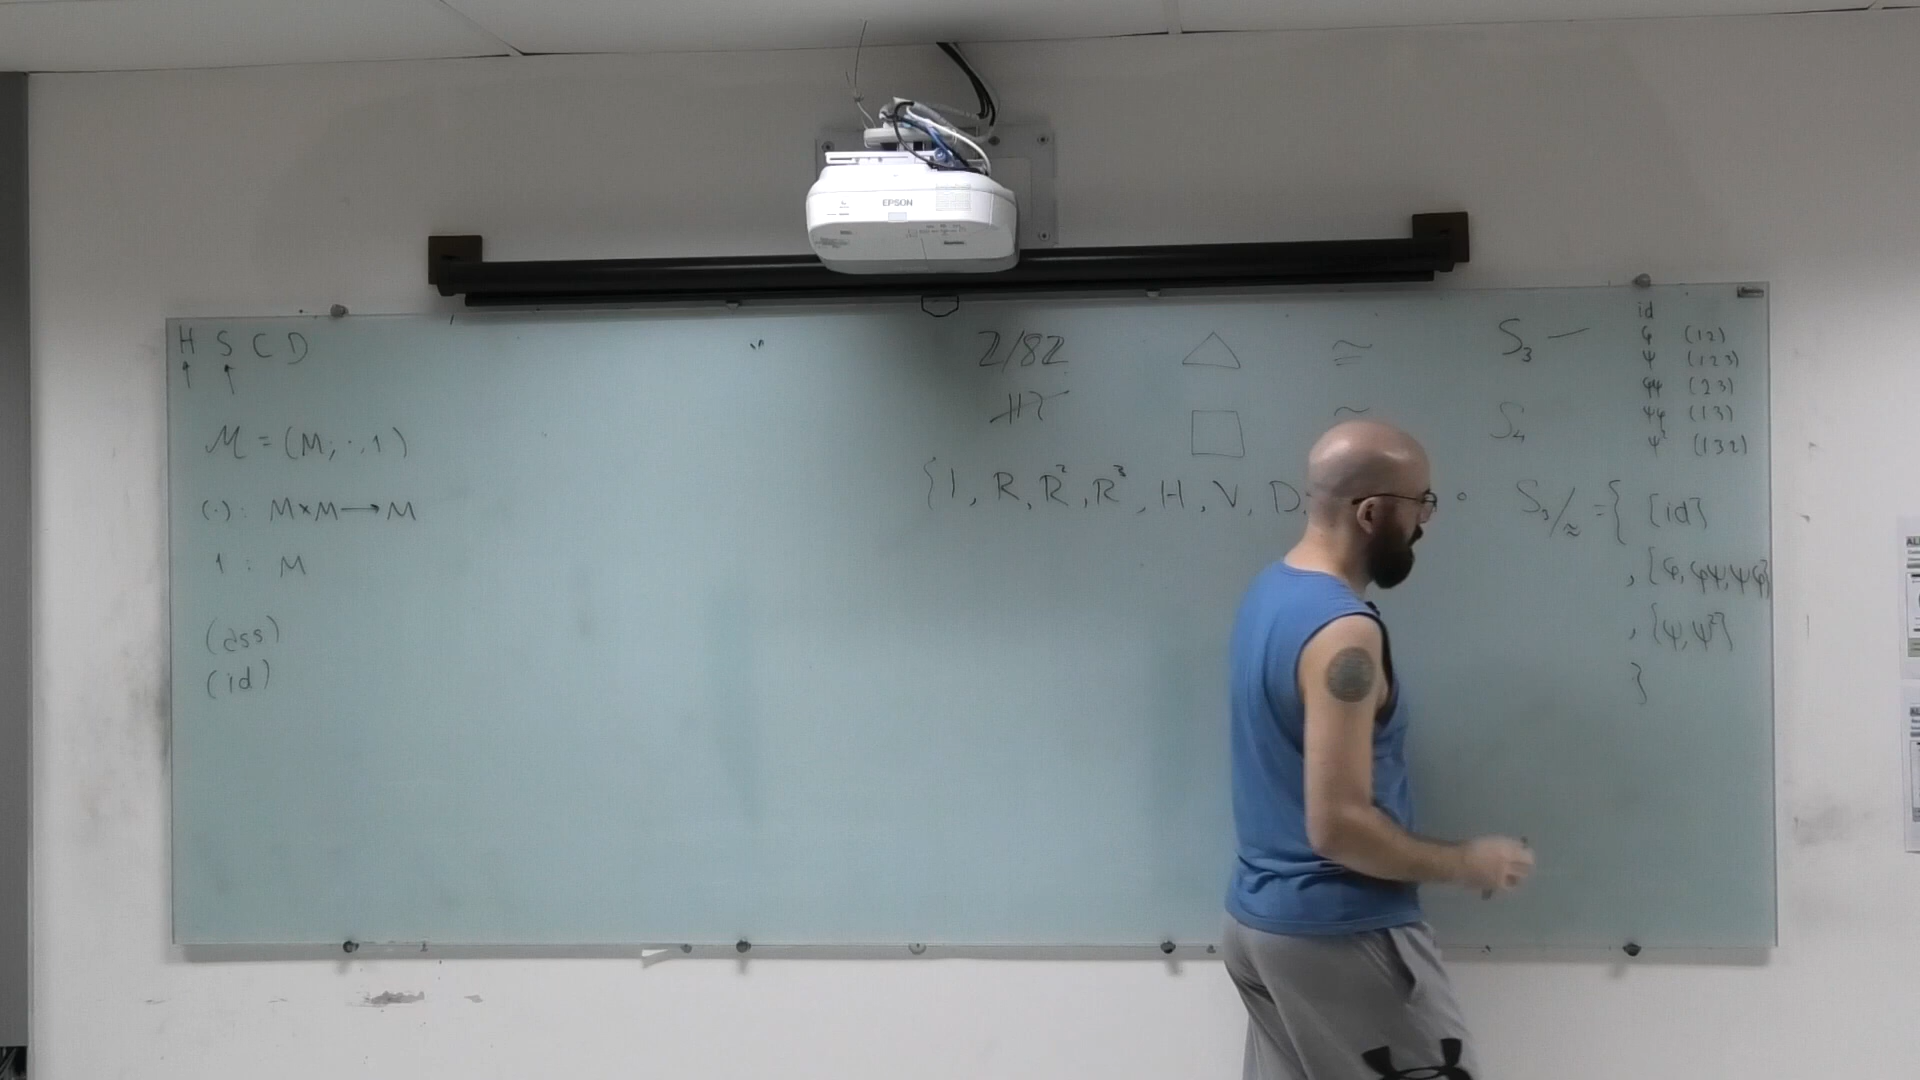 EPSON
H S C D
↑ ↑
M = (M; ·, 1)
(·) : M×M → M
1 : M
(ass)
(id)
Z/8Z △ ≅ S₃ —
□ ≅ S₄
{1, R, R², R³, H, V, D,
id
φ (12)
ψ (123)
φψ (23)
ψφ (13)
ψ² (132)
S₃/≈ = { {id}
, {φ, φψ, ψφ}
, {ψ, ψ²}
}